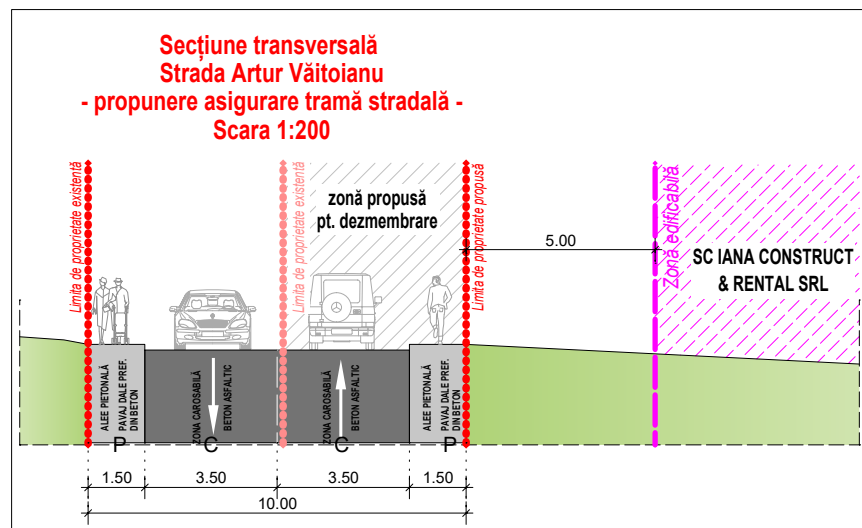 Secțiune transversală
Strada Artur Văitoianu
- propunere asigurare tramă stradală -
Scara 1:200
Limita de proprietate existentă
Limita de proprietate existentă
zonă propusă
pt. dezmembrare
Limita de proprietate propusă
5.00
Zonă edificabilă
SC IANA CONSTRUCT
& RENTAL SRL
ALEE PIETONALĂ
PAVAJ DALE PREF.
DIN BETON
ZONA CAROSABILĂ
BETON ASFALTIC
ZONA CAROSABILĂ
BETON ASFALTIC
ALEE PIETONALĂ
PAVAJ DALE PREF.
DIN BETON
P
C
C
P
1.50
3.50
3.50
1.50
10.00